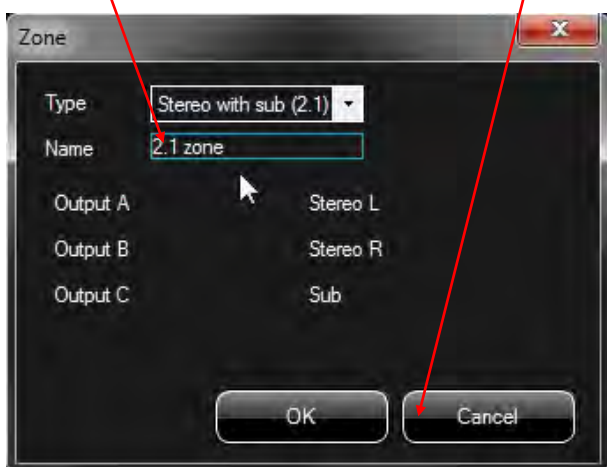 Zone
Type Stereo with sub (2.1)
Name 2.1 zone
Output A Stereo L
Output B Stereo R
Output C Sub
OK Cancel